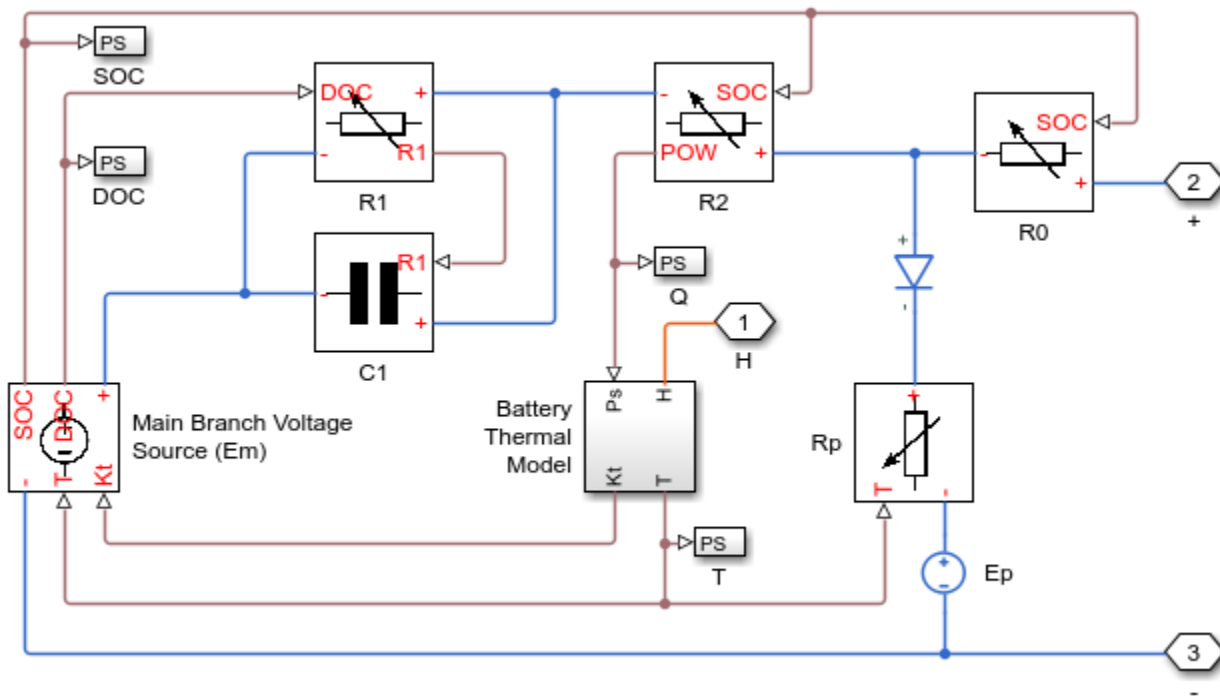 PS
SOC
DOC
+
-
R1
R1
-
SOC
POW
+
R2
SOC
-
+
R0
2
+
PS
DOC
R1
-
+
C1
PS
Q
1
H
+
-
SOC
DOC
+
-
T
Kt
Main Branch Voltage
Source (Em)
Battery
Thermal
Model
Ps
H
Kt
T
Rp
+
T
-
PS
T
+
-
Ep
3
-